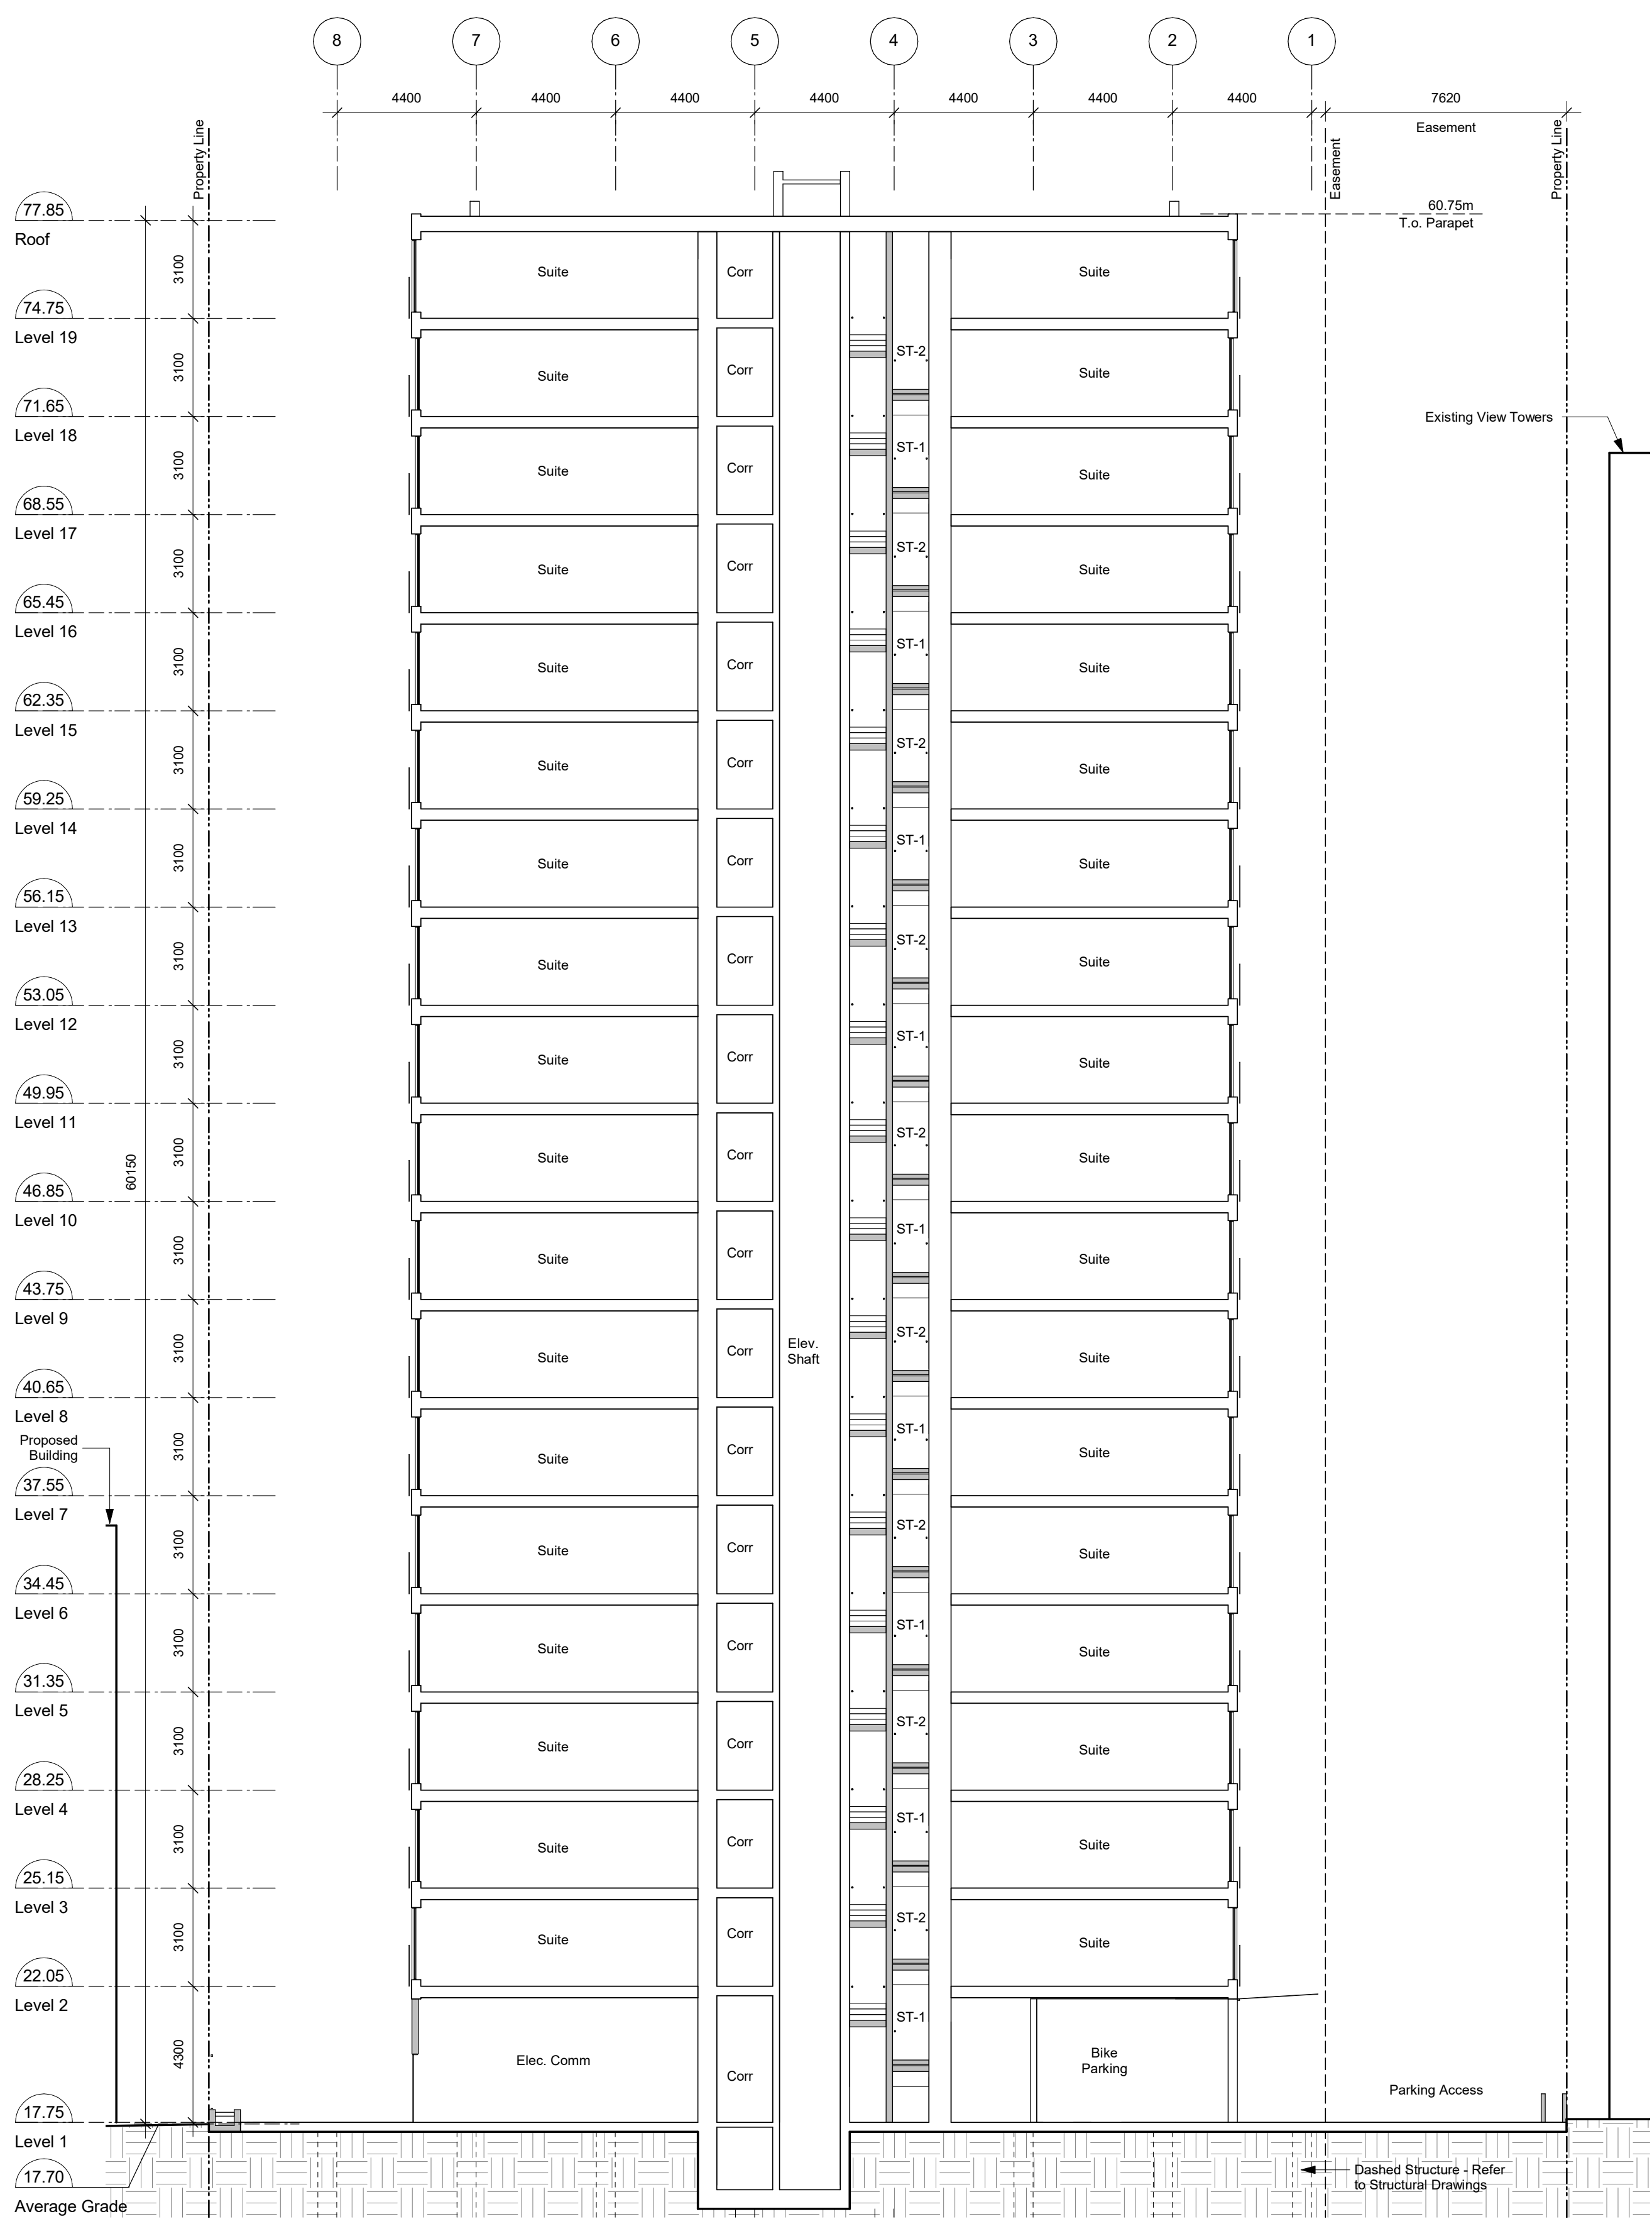 8 7 6 5 4 3 2 1
4400 4400 4400 4400 4400 4400 4400 7620
Easement
Property Line
Easement
Property Line
77.85
Roof
60.75m
T.o. Parapet
3100
Suite Corr Suite
74.75
Level 19
ST-2
3100
Suite Corr Suite
71.65
Level 18
Existing View Towers
ST-1
3100
Suite Corr Suite
68.55
Level 17
ST-2
3100
Suite Corr Suite
65.45
Level 16
ST-1
3100
Suite Corr Suite
62.35
Level 15
ST-2
3100
Suite Corr Suite
59.25
Level 14
ST-1
3100
Suite Corr Suite
56.15
Level 13
ST-2
3100
Suite Corr Suite
53.05
Level 12
ST-1
3100
Suite Corr Suite
49.95
Level 11
ST-2
60150
3100
Suite Corr Suite
46.85
Level 10
ST-1
3100
Suite Corr Suite
43.75
Level 9
ST-2
Elev.
Shaft
3100
Suite Corr Suite
40.65
Level 8
ST-1
Proposed
Building
3100
Suite Corr Suite
37.55
Level 7
ST-2
3100
Suite Corr Suite
34.45
Level 6
ST-1
3100
Suite Corr Suite
31.35
Level 5
ST-2
3100
Suite Corr Suite
28.25
Level 4
ST-1
3100
Suite Corr Suite
25.15
Level 3
ST-2
3100
Suite Corr Suite
22.05
Level 2
ST-1
4300
Elec. Comm
Corr
Bike
Parking
Parking Access
17.75
Level 1
17.70
Average Grade
Dashed Structure - Refer
to Structural Drawings